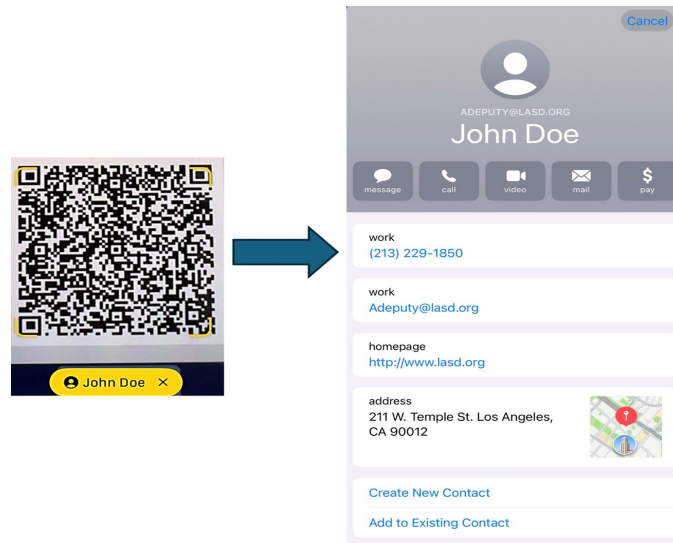 John Doe ×
Cancel
ADEPUTY@LASD.ORG
John Doe
message
call
video
mail
$
pay
work
(213) 229-1850
work
Adeputy@lasd.org
homepage
http://www.lasd.org
address
211 W. Temple St. Los Angeles,
CA 90012
Create New Contact
Add to Existing Contact